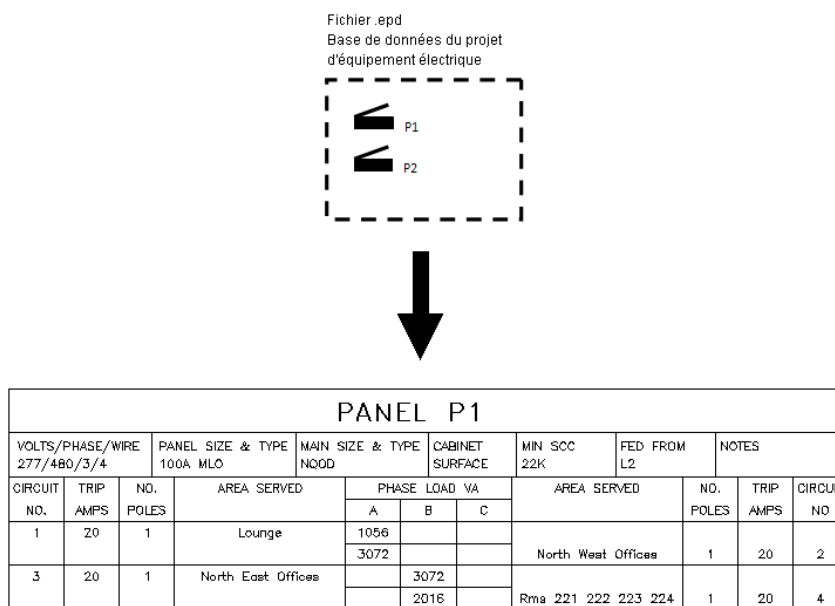 Fichier .epd
Base de données du projet
d'équipement électrique
P1
P2
PANEL P1
VOLTS/PHASE/WIRE PANEL SIZE & TYPE MAIN SIZE & TYPE CABINET MIN SCC FED FROM NOTES
277/480/3/4 100A MLO NQOD SURFACE 22K L2
CIRCUIT TRIP NO. AREA SERVED PHASE LOAD VA AREA SERVED NO. TRIP CIRCUI
NO. AMPS POLES A B C POLES AMPS NO
1 20 1 Lounge 1056
3072 North West Offices 1 20 2
3 20 1 North East Offices 3072
2016 Rms 221 222 223 224 1 20 4